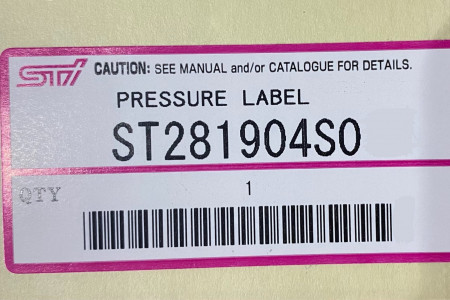 STI CAUTION: SEE MANUAL and/or CATALOGUE FOR DETAILS.
PRESSURE LABEL
ST281904S0
QTY 1